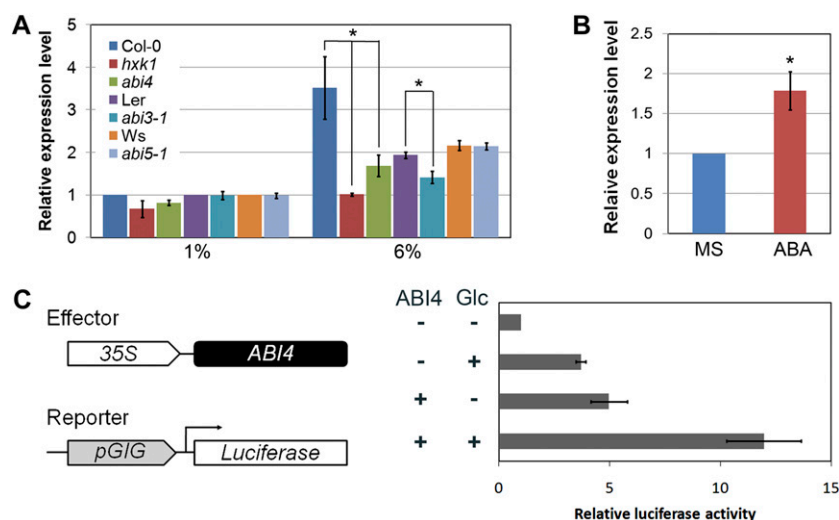 A
Relative expression level
5
4
3
2
1
0
Col-0
hxk1
abi4
Ler
abi3-1
Ws
abi5-1
*
*
1%
6%
B
Relaive expression level
2.5
2
1.5
1
0.5
0
*
MS
ABA
C
Effector
35S
ABI4
Reporter
pGIG
Luciferase
ABI4 Glc
- -
- +
+ -
+ +
0 5 10 15
Relative luciferase activity